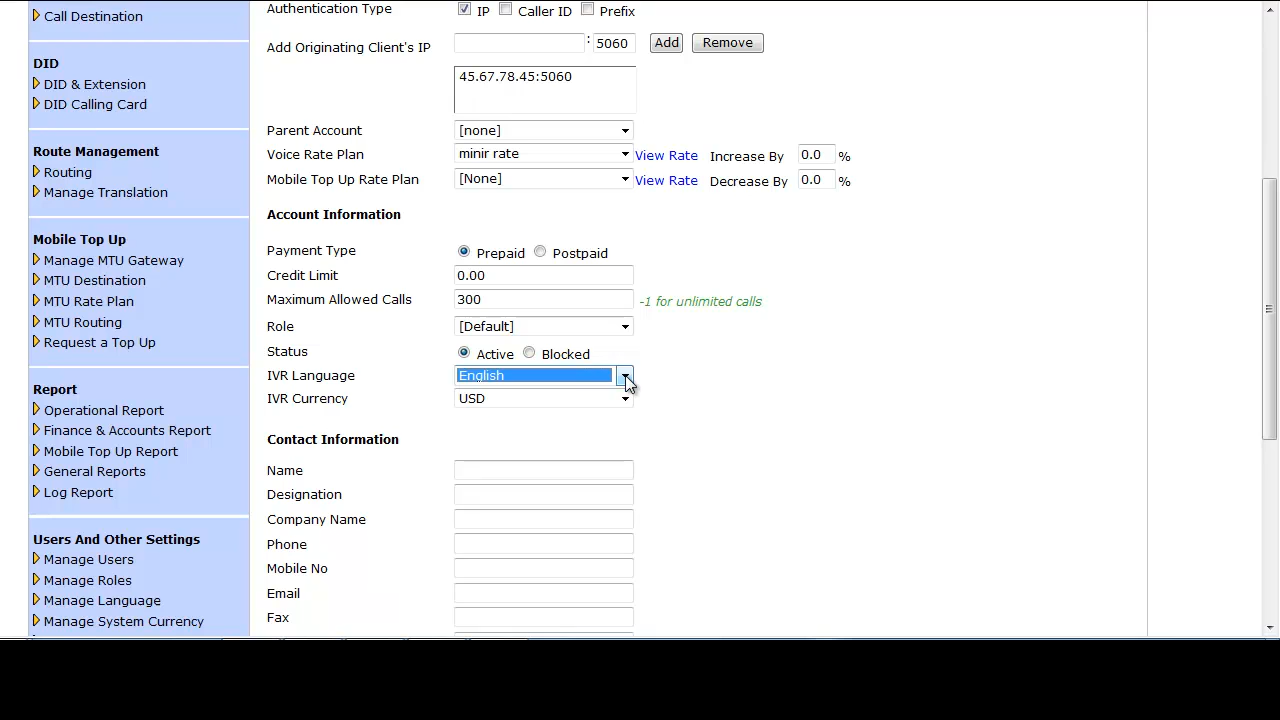 Call Destination
DID
DID & Extension
DID Calling Card
Route Management
Routing
Manage Translation
Mobile Top Up
Manage MTU Gateway
MTU Destination
MTU Rate Plan
MTU Routing
Request a Top Up
Report
Operational Report
Finance & Accounts Report
Mobile Top Up Report
General Reports
Log Report
Users And Other Settings
Manage Users
Manage Roles
Manage Language
Manage System Currency
Authentication Type IP Caller ID Prefix
Add Originating Client's IP : 5060 Add Remove
45.67.78.45:5060
Parent Account [none]
Voice Rate Plan minir rate View Rate Increase By 0.0 %
Mobile Top Up Rate Plan [None] View Rate Decrease By 0.0 %
Account Information
Payment Type Prepaid Postpaid
Credit Limit 0.00
Maximum Allowed Calls 300 -1 for unlimited calls
Role [Default]
Status Active Blocked
IVR Language English
IVR Currency USD
Contact Information
Name
Designation
Company Name
Phone
Mobile No
Email
Fax